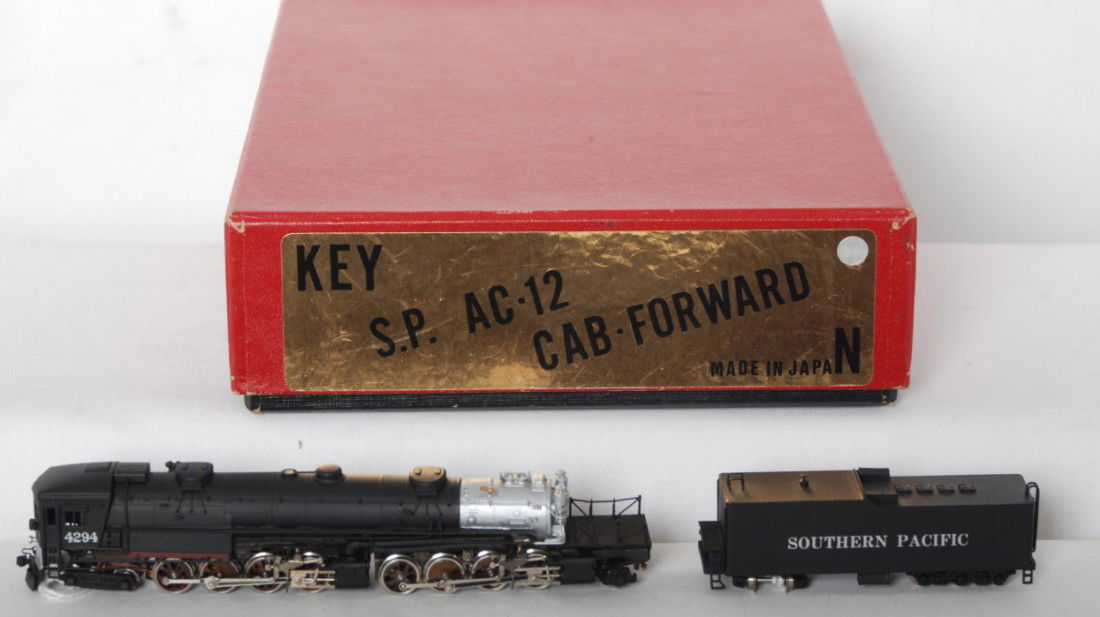 KEY
S.P. AC-12
CAB-FORWARD
MADE IN JAPAN
4294
SOUTHERN PACIFIC